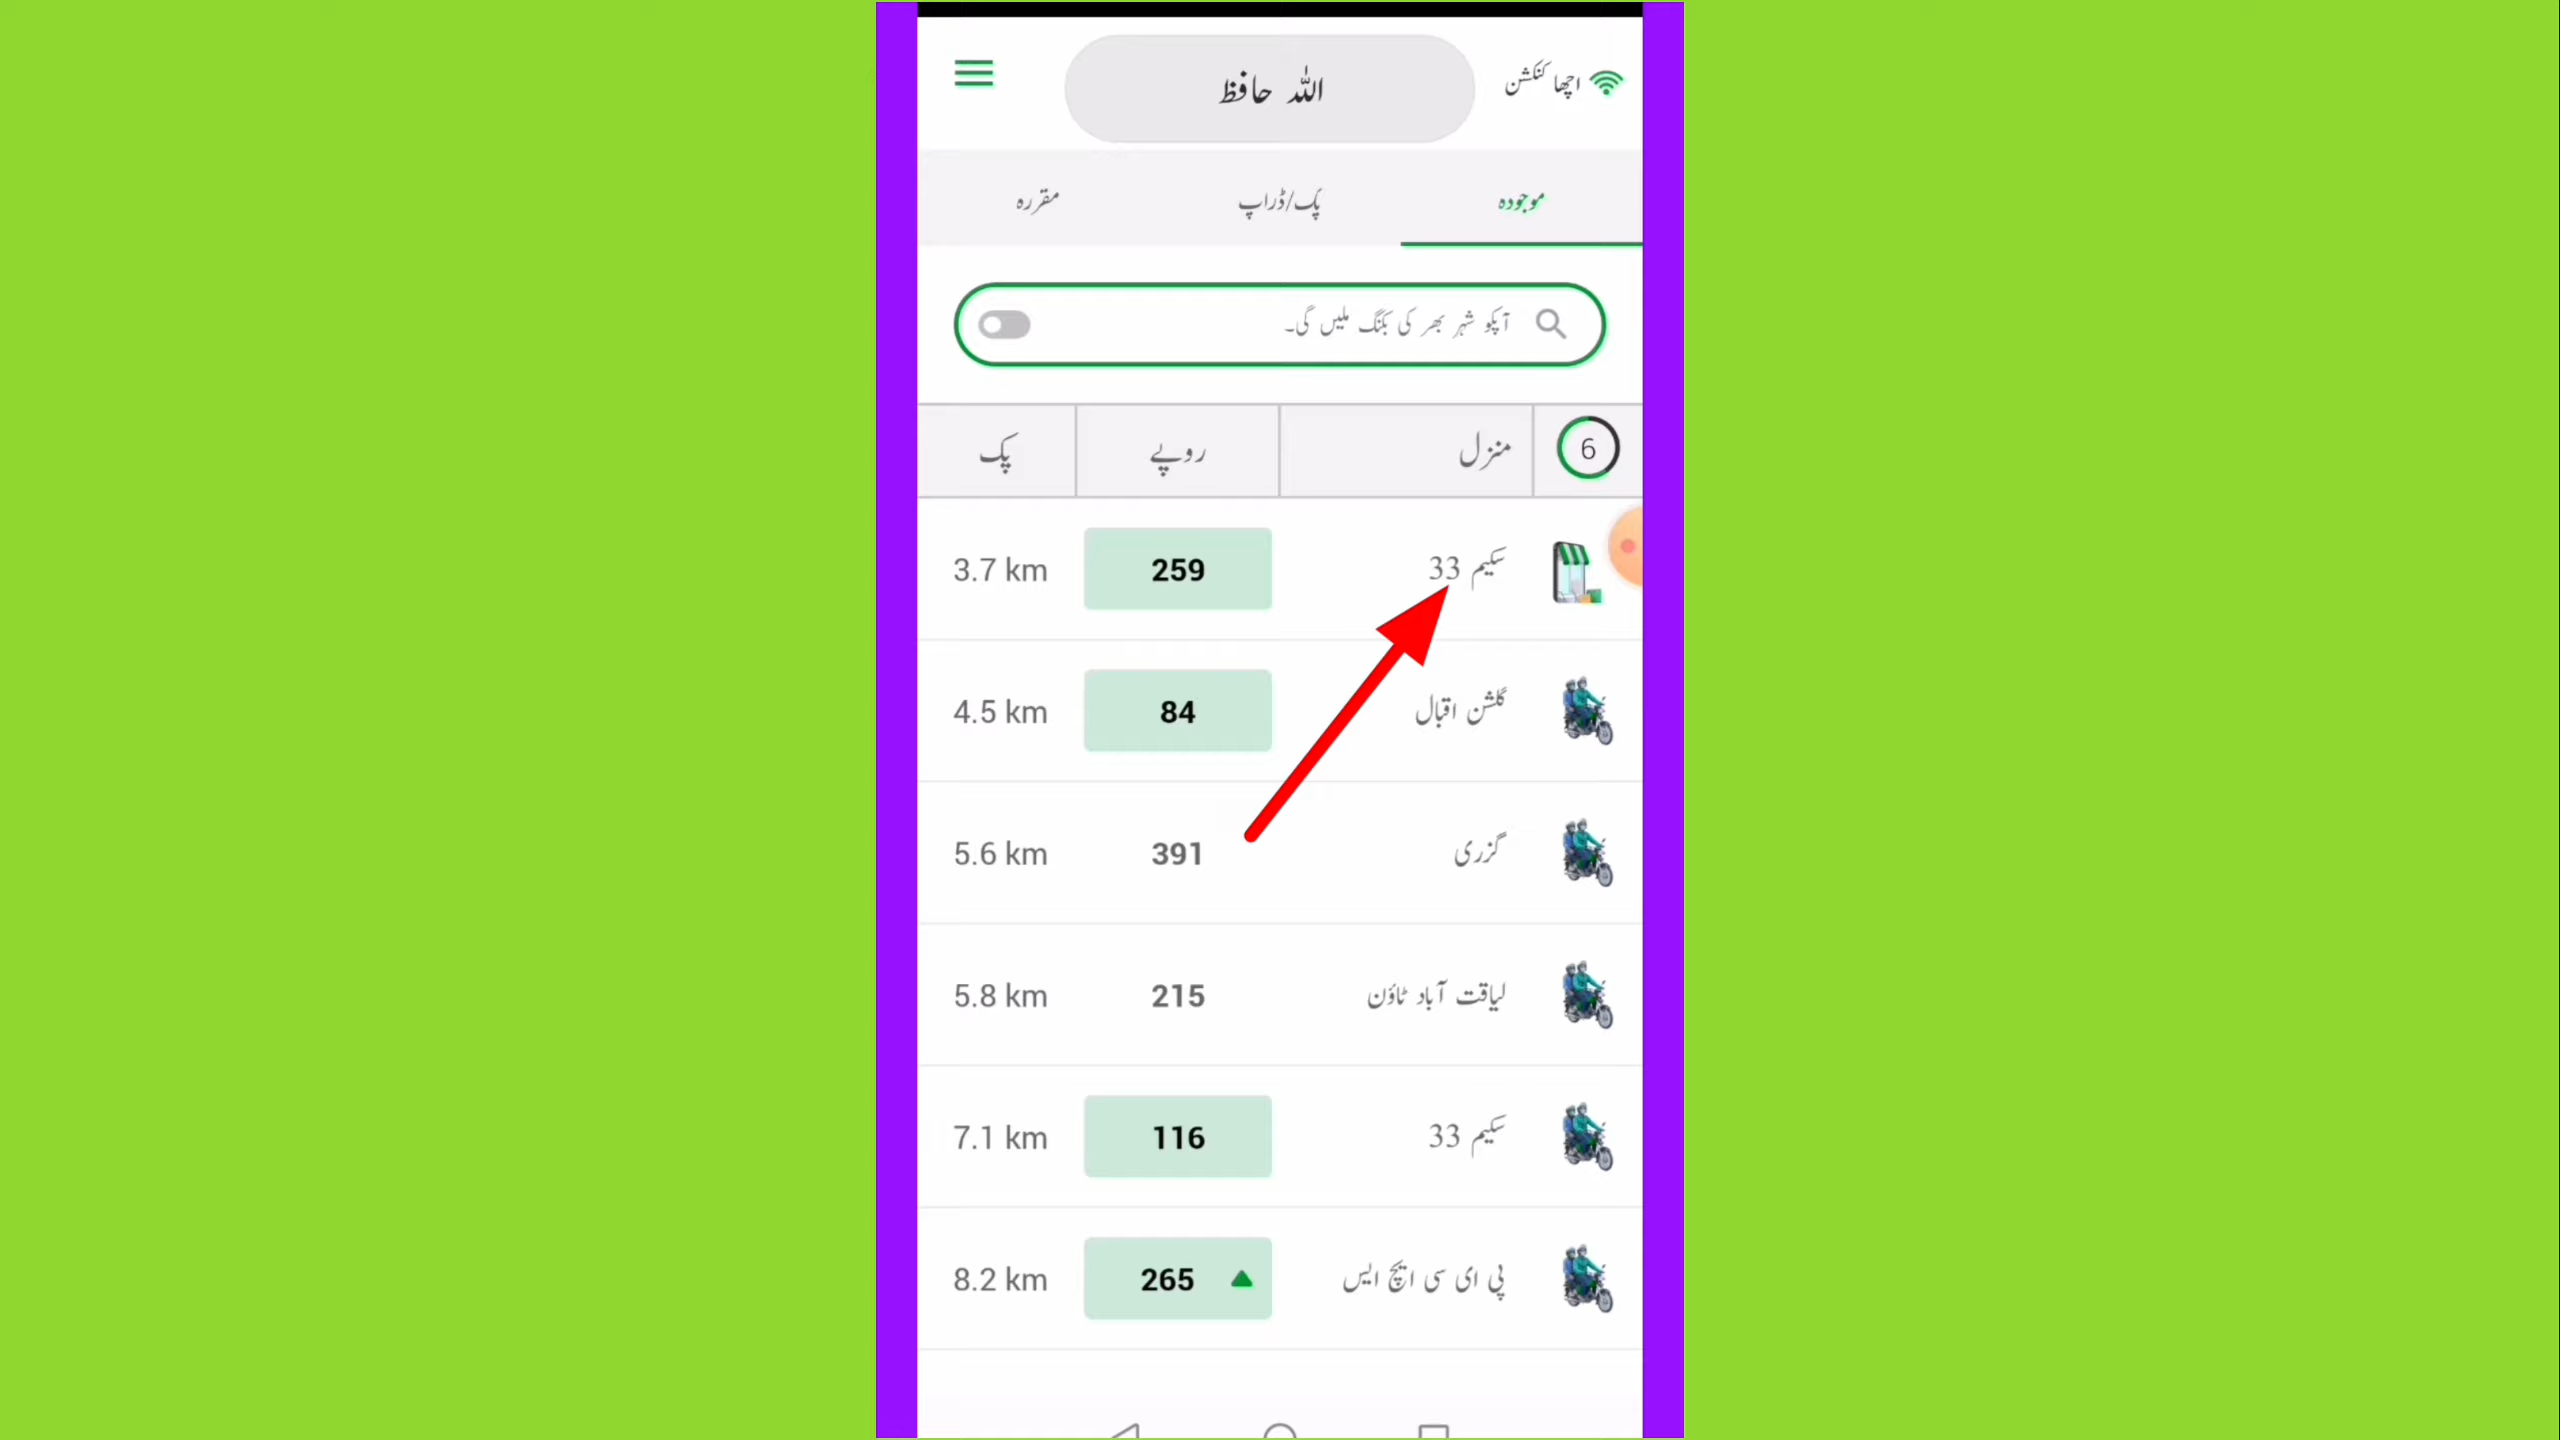 اچھا کنکشن
اللہ حافظ
موجودہ
پک/ڈراپ
مقررہ
آپکو شہر بھر کی بکنگ ملیں گی۔
6 منزل روپے پک
سکیم 33 259 3.7 km
گلشن اقبال 84 4.5 km
گزری 391 5.6 km
لیاقت آباد ٹاؤن 215 5.8 km
سکیم 33 116 7.1 km
پی ای سی ایچ ایس 265 8.2 km